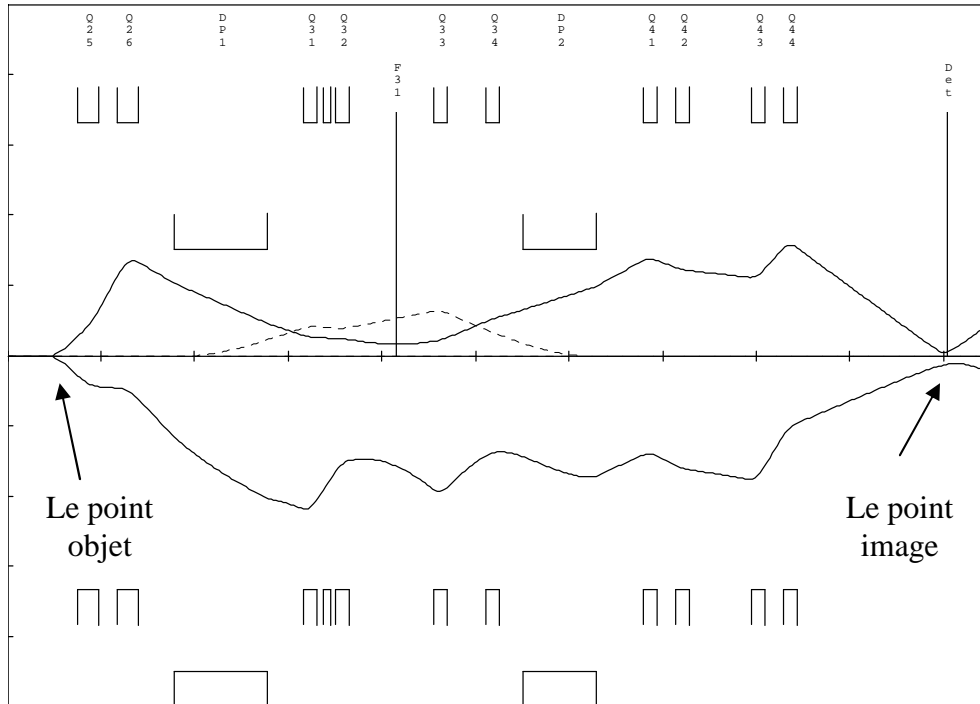 Q25 Q26 DP1 Q31 Q32 Q33 Q34 DP2 Q41 Q42 Q43 Q44
F31 Det
Le point
objet
Le point
image